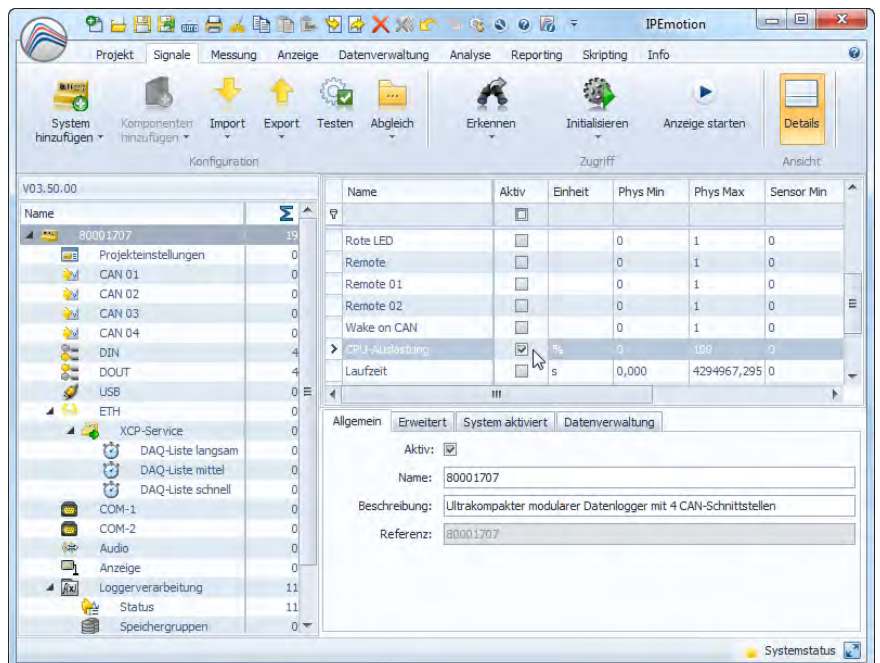 IPEmotion
Projekt Signale Messung Anzeige Datenverwaltung Analyse Reporting Skripting Info
System hinzufügen Komponenten hinzufügen Import Export Testen Abgleich Erkennen Initialisieren Anzeige starten Details
Konfiguration Zugriff Ansicht
V03.50.00
Name Σ
80001707 19
Projekteinstellungen 0
CAN 01 0
CAN 02 0
CAN 03 0
CAN 04 0
DIN 4
DOUT 4
USB 0
ETH 0
XCP-Service 0
DAQ-Liste langsam 0
DAQ-Liste mittel 0
DAQ-Liste schnell 0
COM-1 0
COM-2 0
Audio 0
Anzeige 0
Loggerverarbeitung 11
Status 11
Speichergruppen 0
Name Aktiv Einheit Phys Min Phys Max Sensor Min
Rote LED 0 1 0
Remote 0 1 0
Remote 01 0 1 0
Remote 02 0 1 0
Wake on CAN 0 1 0
CPU-Auslastung % 0 100 0
Laufzeit s 0,000 4294967,295 0
Allgemein Erweitert System aktiviert Datenverwaltung
Aktiv:
Name: 80001707
Beschreibung: Ultrakompakter modularer Datenlogger mit 4 CAN-Schnittstellen
Referenz: 80001707
Systemstatus